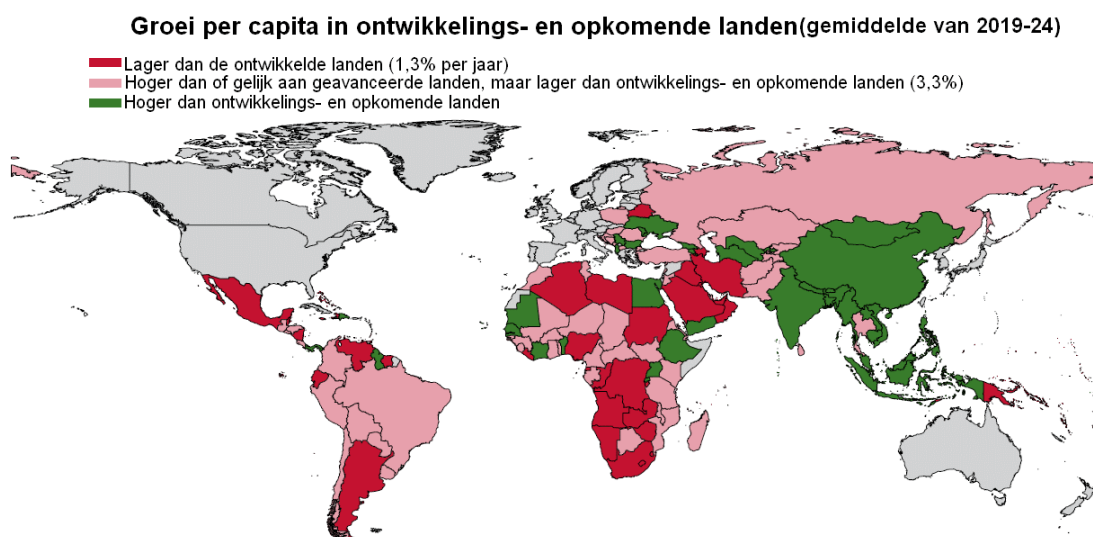 Groei per capita in ontwikkelings- en opkomende landen(gemiddelde van 2019-24)
Lager dan de ontwikkelde landen (1,3% per jaar)
Hoger dan of gelijk aan geavanceerde landen, maar lager dan ontwikkelings- en opkomende landen (3,3%)
Hoger dan ontwikkelings- en opkomende landen